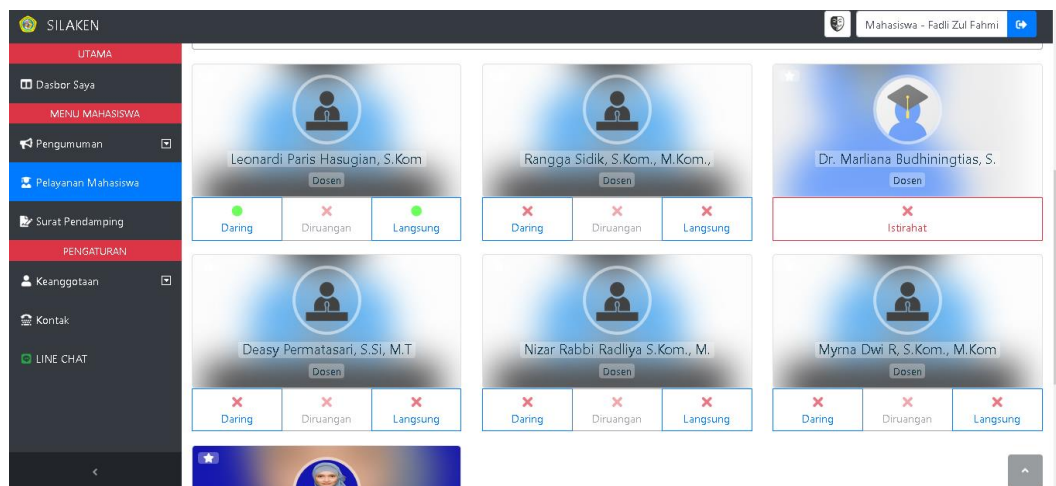 SILAKEN
Mahasiswa - Fadli Zul Fahmi
UTAMA
Dasbor Saya
MENU MAHASISWA
Pengumuman
Pelayanan Mahasiswa
Surat Pendamping
PENGATURAN
Keanggotaan
Kontak
LINE CHAT
Leonardi Paris Hasugian, S.Kom
Dosen
Daring Diruangan Langsung
Rangga Sidik, S.Kom., M.Kom.,
Dosen
Daring Diruangan Langsung
Dr. Marliana Budhiningtias, S.
Dosen
Istirahat
Deasy Permatasari, S.Si, M.T
Dosen
Daring Diruangan Langsung
Nizar Rabbi Radliya S.Kom., M.
Dosen
Daring Diruangan Langsung
Myrna Dwi R, S.Kom., M.Kom
Dosen
Daring Diruangan Langsung